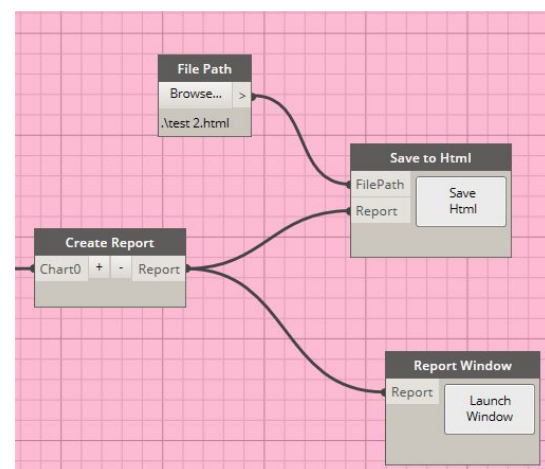 File Path
Browse...
>
.\test 2.html
Save to Html
FilePath
Save
Html
Report
Create Report
Chart0
+
-
Report
Report Window
Report
Launch
Window